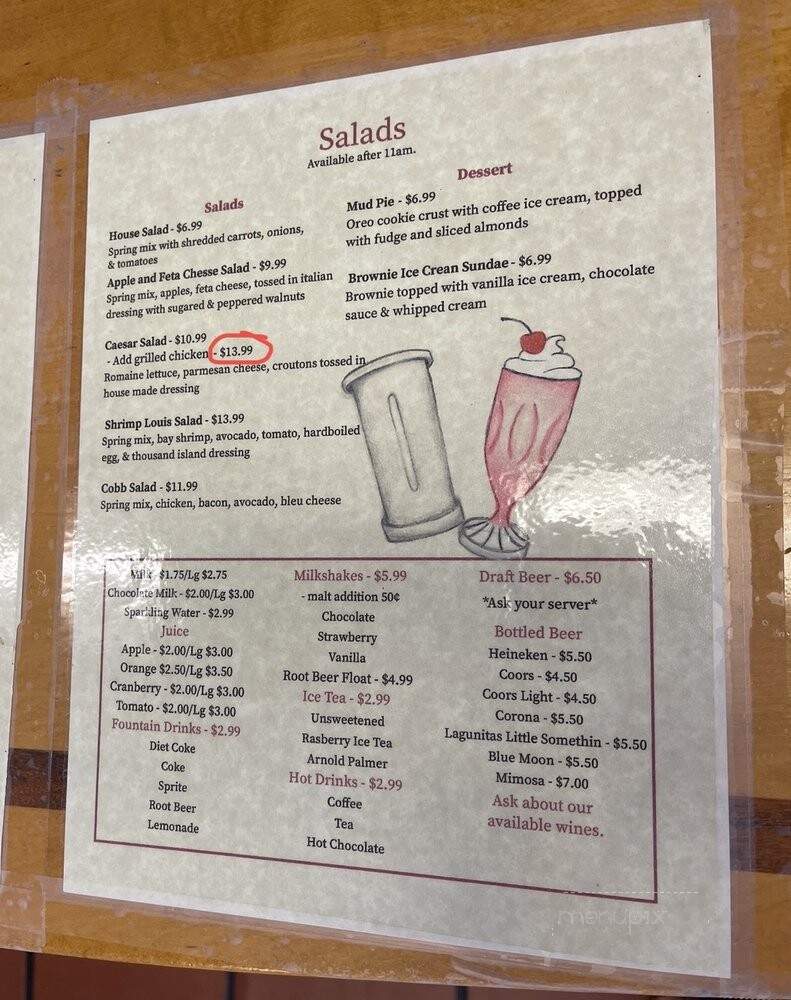 Salads
Available after 11am.
Salads
House Salad - $6.99
Spring mix with shredded carrots, onions,
& tomatoes
Apple and Feta Chesse Salad - $9.99
Spring mix, apples, feta cheese, tossed in italian
dressing with sugared & peppered walnuts
Caesar Salad - $10.99
- Add grilled chicken - $13.99
Romaine lettuce, parmesan cheese, croutons tossed in
house made dressing
Shrimp Louis Salad - $13.99
Spring mix, bay shrimp, avocado, tomato, hardboiled
egg, & thousand island dressing
Cobb Salad - $11.99
Spring mix, chicken, bacon, avocado, bleu cheese
Dessert
Mud Pie - $6.99
Oreo cookie crust with coffee ice cream, topped
with fudge and sliced almonds
Brownie Ice Crean Sundae - $6.99
Brownie topped with vanilla ice cream, chocolate
sauce & whipped cream
Milk $1.75/Lg $2.75
Chocolate Milk - $2.00/Lg $3.00
Sparkling Water - $2.99
Juice
Apple - $2.00/Lg $3.00
Orange $2.50/Lg $3.50
Cranberry - $2.00/Lg $3.00
Tomato - $2.00/Lg $3.00
Fountain Drinks - $2.99
Diet Coke
Coke
Sprite
Root Beer
Lemonade
Milkshakes - $5.99
- malt addition 50¢
Chocolate
Strawberry
Vanilla
Root Beer Float - $4.99
Ice Tea - $2.99
Unsweetened
Rasberry Ice Tea
Arnold Palmer
Hot Drinks - $2.99
Coffee
Tea
Hot Chocolate
Draft Beer - $6.50
*Ask your server*
Bottled Beer
Heineken - $5.50
Coors - $4.50
Coors Light - $4.50
Corona - $5.50
Lagunitas Little Somethin - $5.50
Blue Moon - $5.50
Mimosa - $7.00
Ask about our
available wines.
menupix